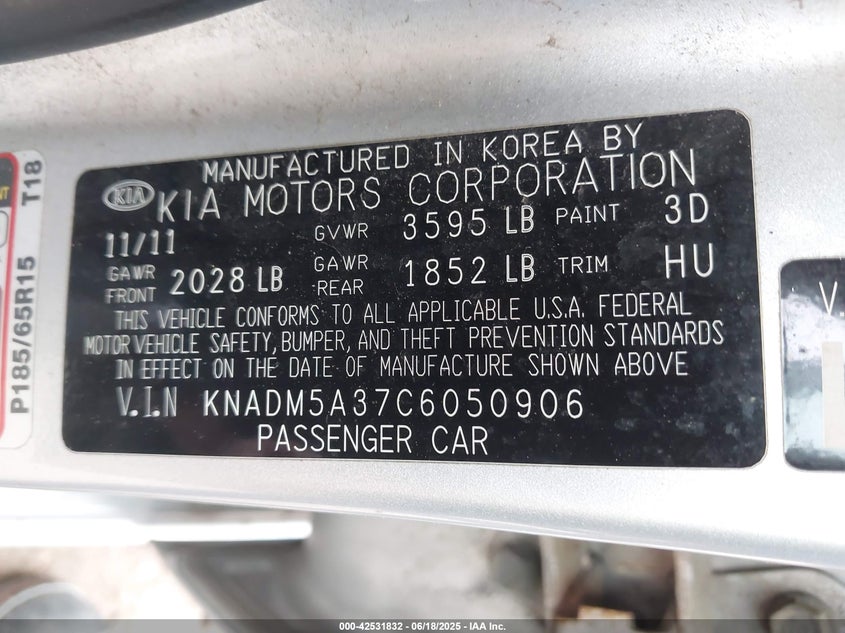 MANUFACTURED IN KOREA BY
KIA KIA MOTORS CORPORATION
11/11 GVWR 3595 LB PAINT 3D
GAWR FRONT 2028 LB GAWR -REAR 1852 LB TRIM HU
THIS VEHICLE CONFORMS TO ALL APPLICABLE U.S.A. FEDERAL
MOTOR VEHICLE SAFETY, BUMPER, AND THEFT PREVENTION STANDARDS
IN EFFECT ON THE DATE OF MANUFACTURE SHOWN ABOVE
V.I.N KNADM5A37C6050906
PASSENGER CAR
P185/65R15 T18
V.
000-42531832 - 06/18/2025 - IAA Inc.